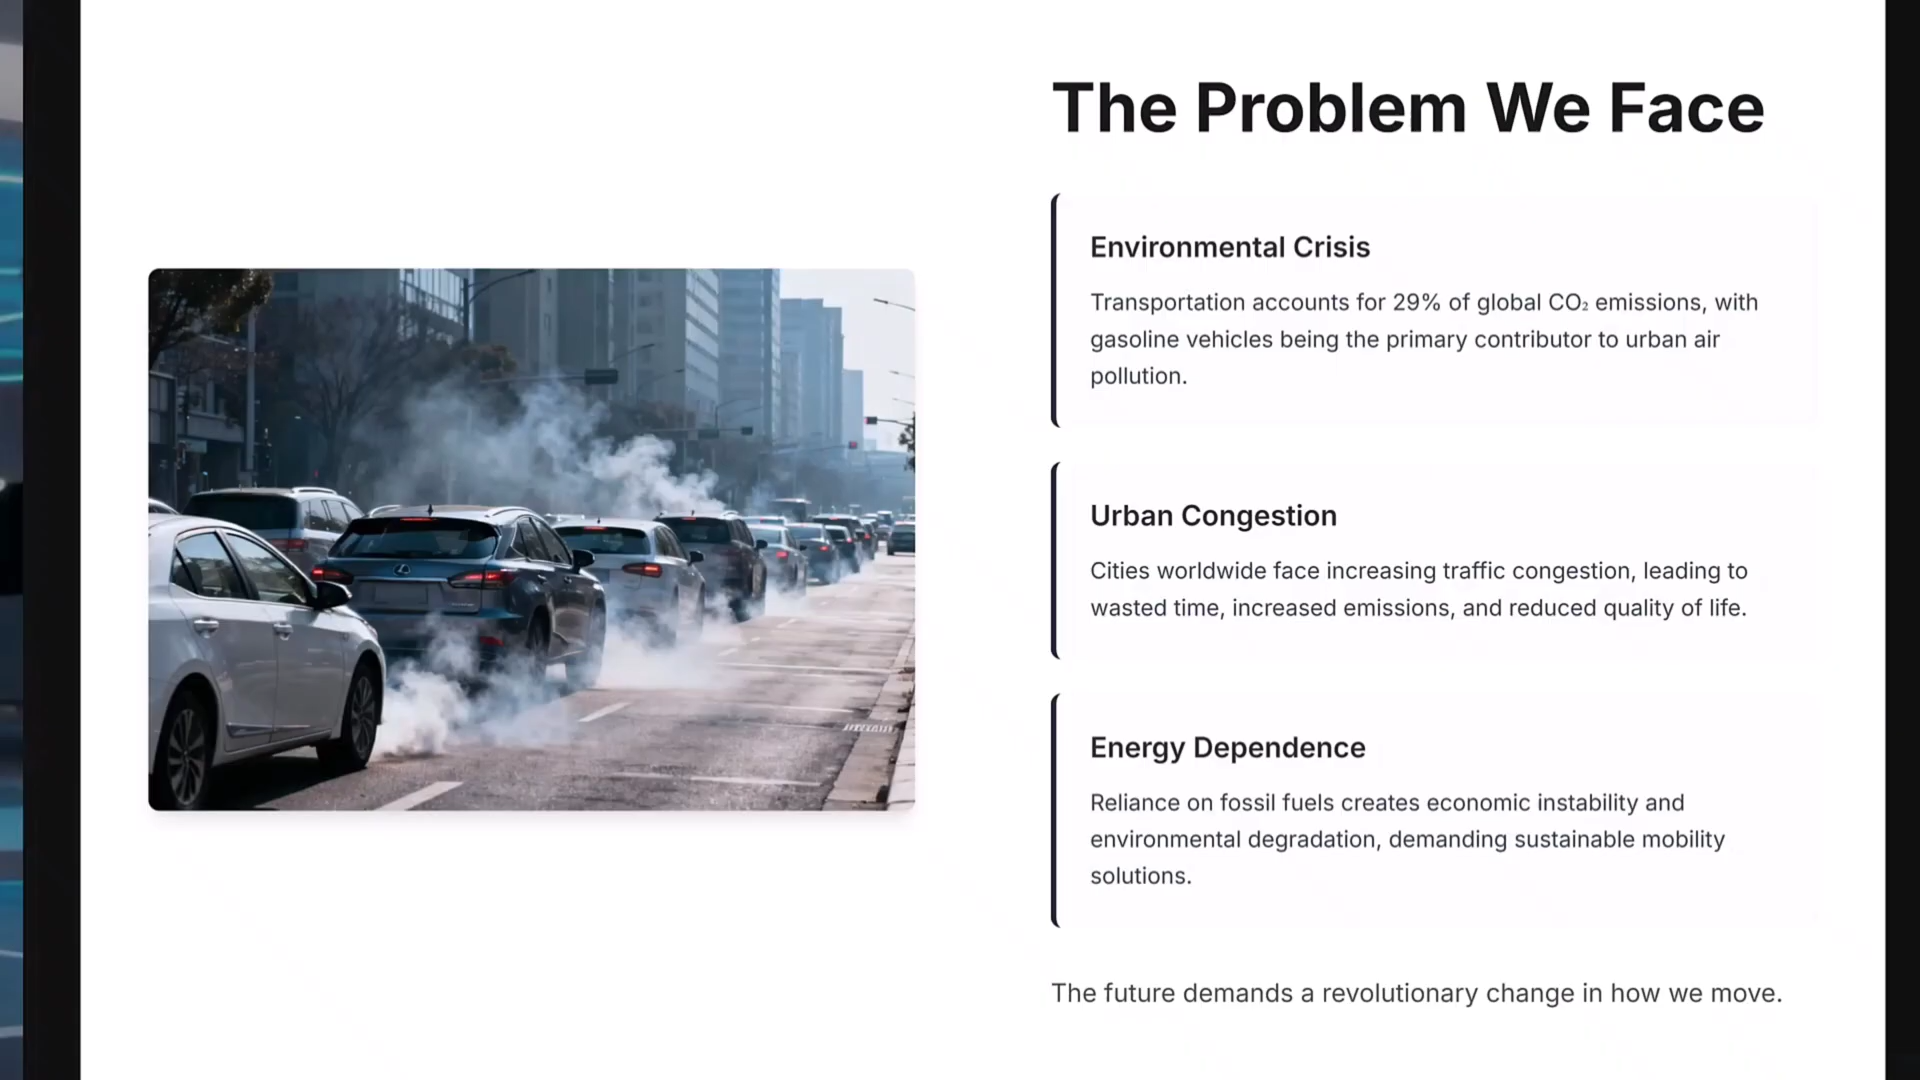 The Problem We Face
Environmental Crisis
Transportation accounts for 29% of global CO₂ emissions, with
gasoline vehicles being the primary contributor to urban air
pollution.
Urban Congestion
Cities worldwide face increasing traffic congestion, leading to
wasted time, increased emissions, and reduced quality of life.
Energy Dependence
Reliance on fossil fuels creates economic instability and
environmental degradation, demanding sustainable mobility
solutions.
The future demands a revolutionary change in how we move.